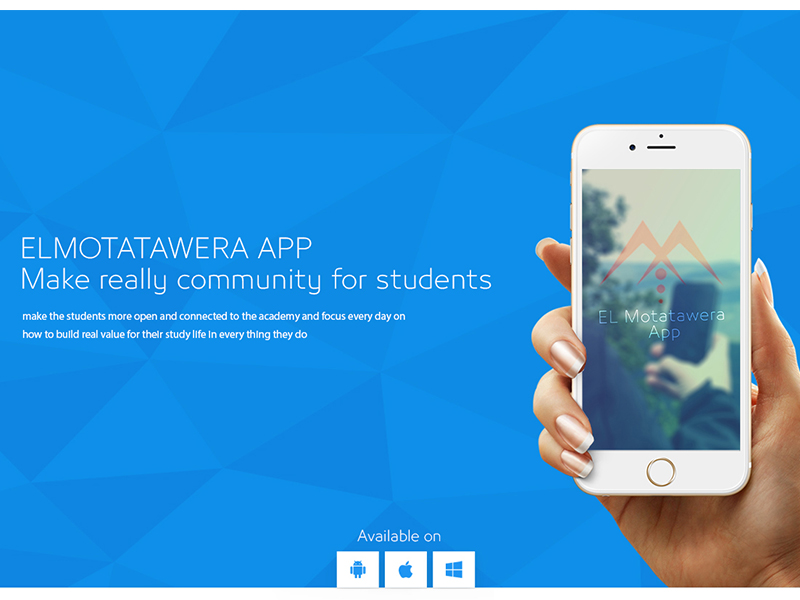 ELMOTATAWERA APP
Make really community for students
make the students more open and connected to the academy and focus every day on
how to build real value for their study life in every thing they do
EL Motatawera
App
Available on